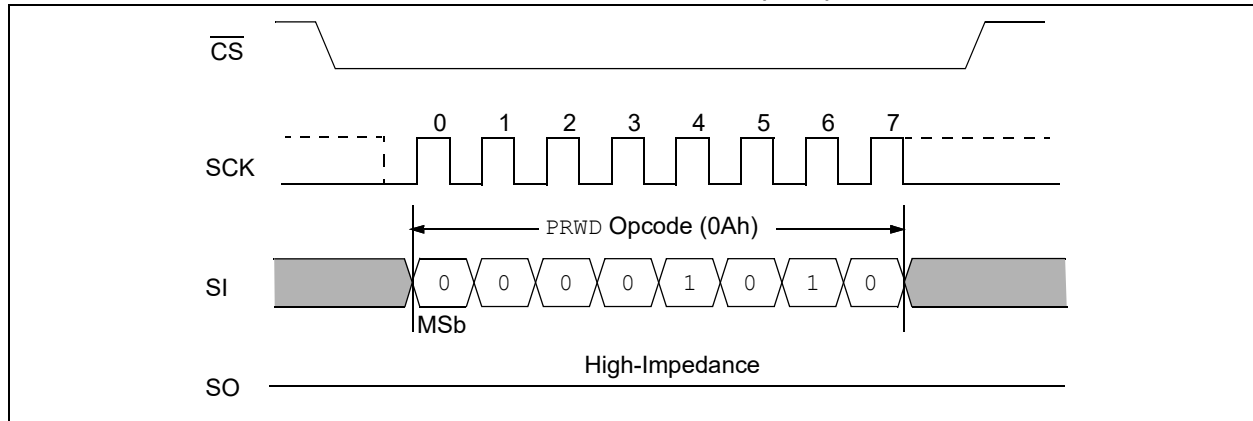 CS
0 1 2 3 4 5 6 7
SCK
PRWD Opcode (0Ah)
SI 0 0 0 0 1 0 1 0
MSb
High-Impedance
SO